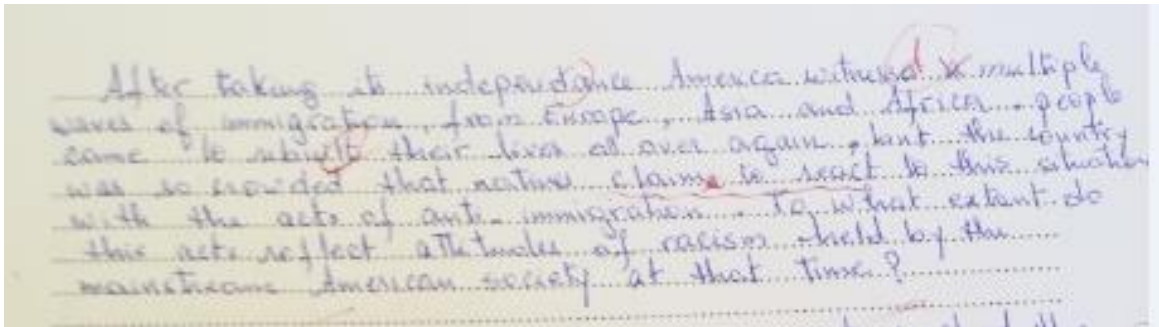 After taking its independance America witnessed multiple
waves of immigration, from Europe, Asia and Africa. people
came to rebuilt their lives all over again, but the country
was so crowded that natives claims to react to this situation
with the acts of anti-immigration. To what extant do
this acts reflect attitudes of racism held by the
mainstream American society at that time?